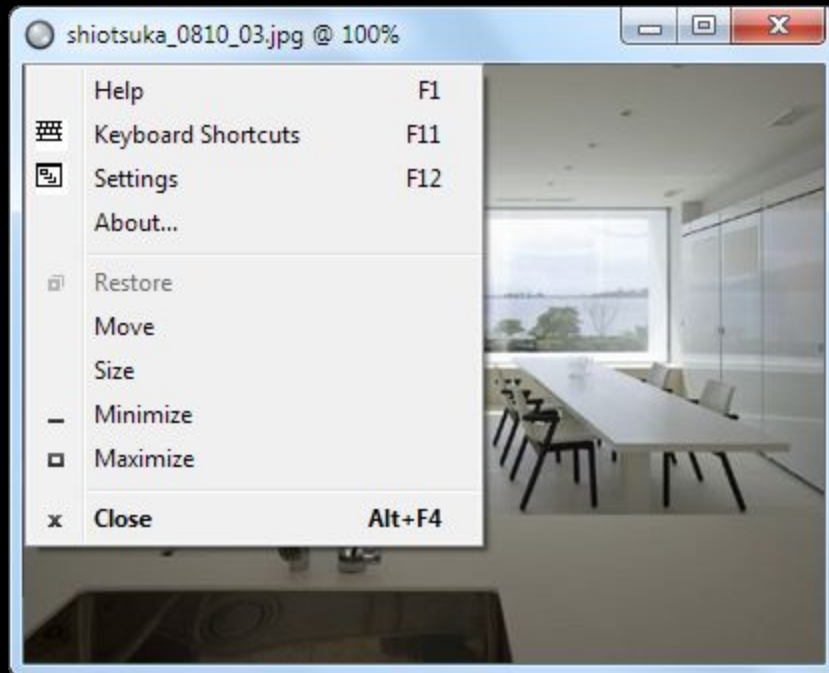 shiotsuka_0810_03.jpg @ 100%
Help F1
Keyboard Shortcuts F11
Settings F12
About...
Restore
Move
Size
Minimize
Maximize
Close Alt+F4